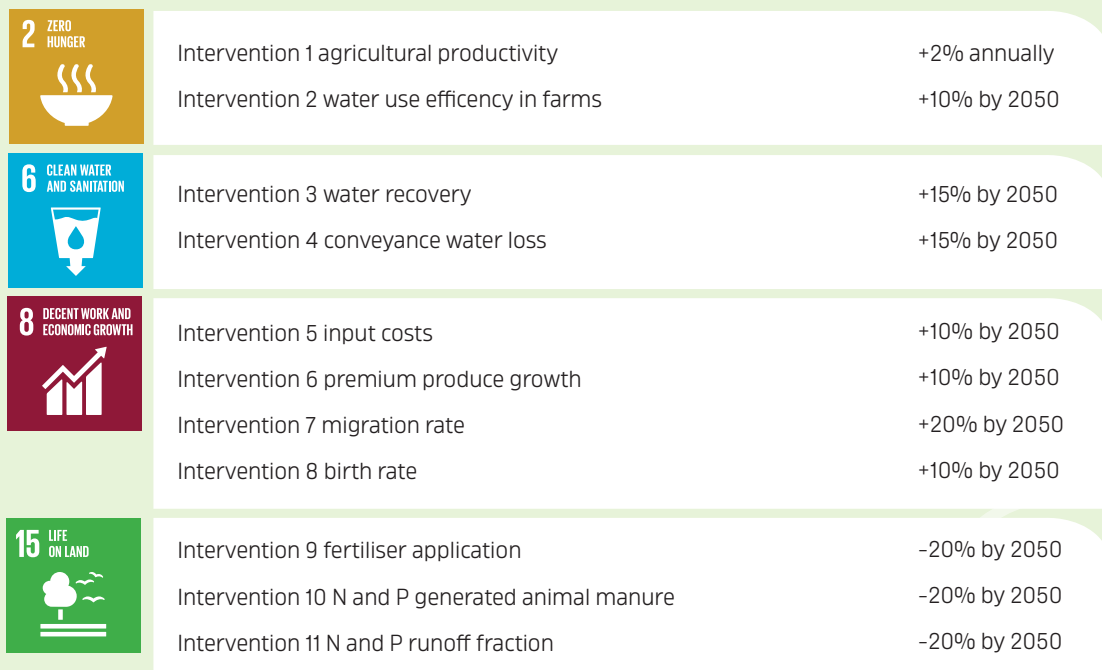 2 ZERO
HUNGER
Intervention 1 agricultural productivity +2% annually
Intervention 2 water use efficency in farms +10% by 2050
6 CLEAN WATER
AND SANITATION
Intervention 3 water recovery +15% by 2050
Intervention 4 conveyance water loss +15% by 2050
8 DECENT WORK AND
ECONOMIC GROWTH
Intervention 5 input costs +10% by 2050
Intervention 6 premium produce growth +10% by 2050
Intervention 7 migration rate +20% by 2050
Intervention 8 birth rate +10% by 2050
15 LIFE
ON LAND
Intervention 9 fertiliser application -20% by 2050
Intervention 10 N and P generated animal manure -20% by 2050
Intervention 11 N and P runoff fraction -20% by 2050